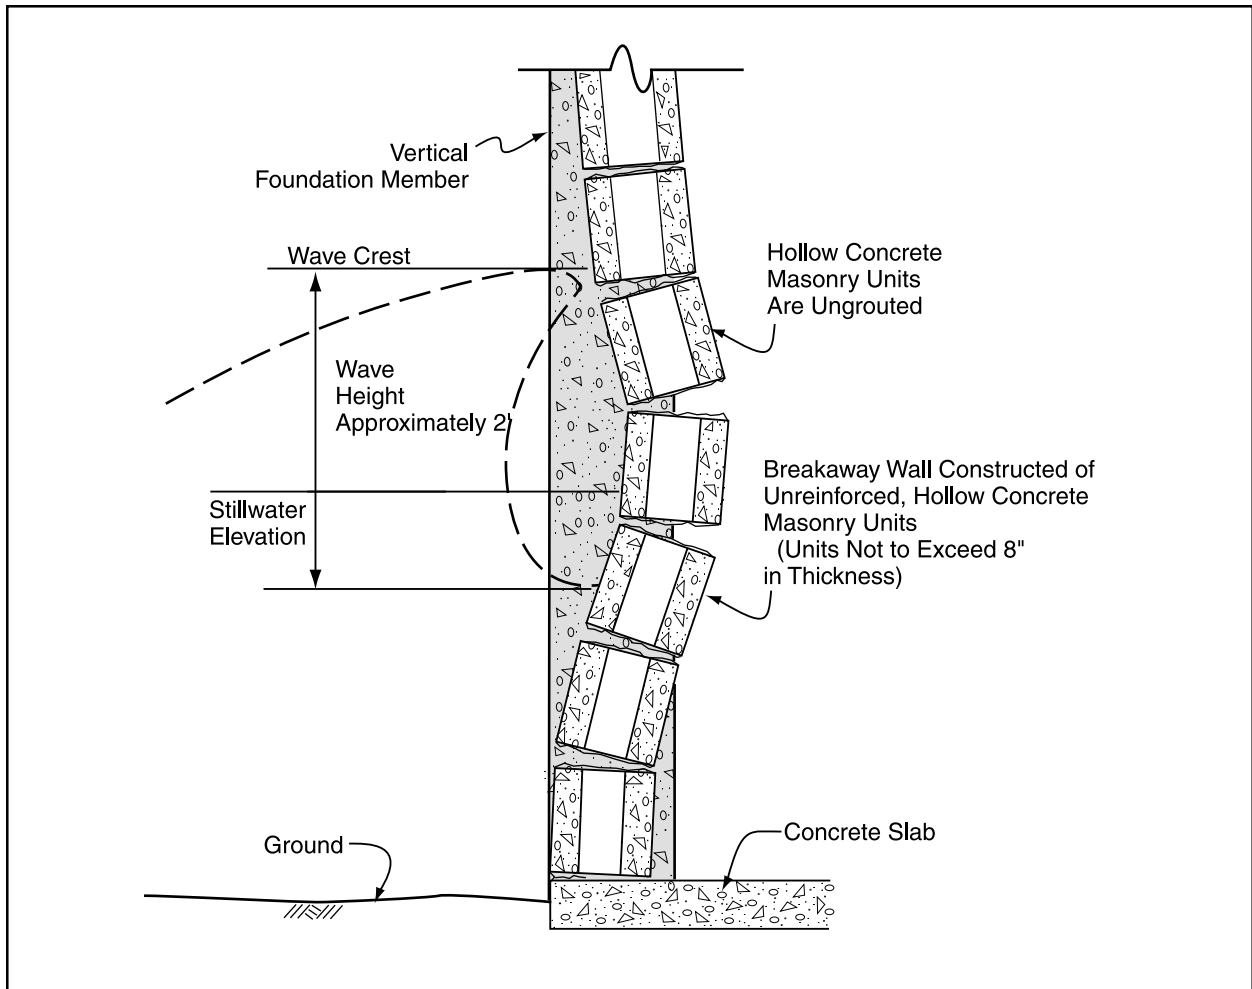 Vertical
Foundation Member
Wave Crest
Hollow Concrete
Masonry Units
Are Ungrouted
Wave
Height
Approximately 2'
Breakaway Wall Constructed of
Unreinforced, Hollow Concrete
Masonry Units
(Units Not to Exceed 8"
in Thickness)
Stillwater
Elevation
Ground
Concrete Slab